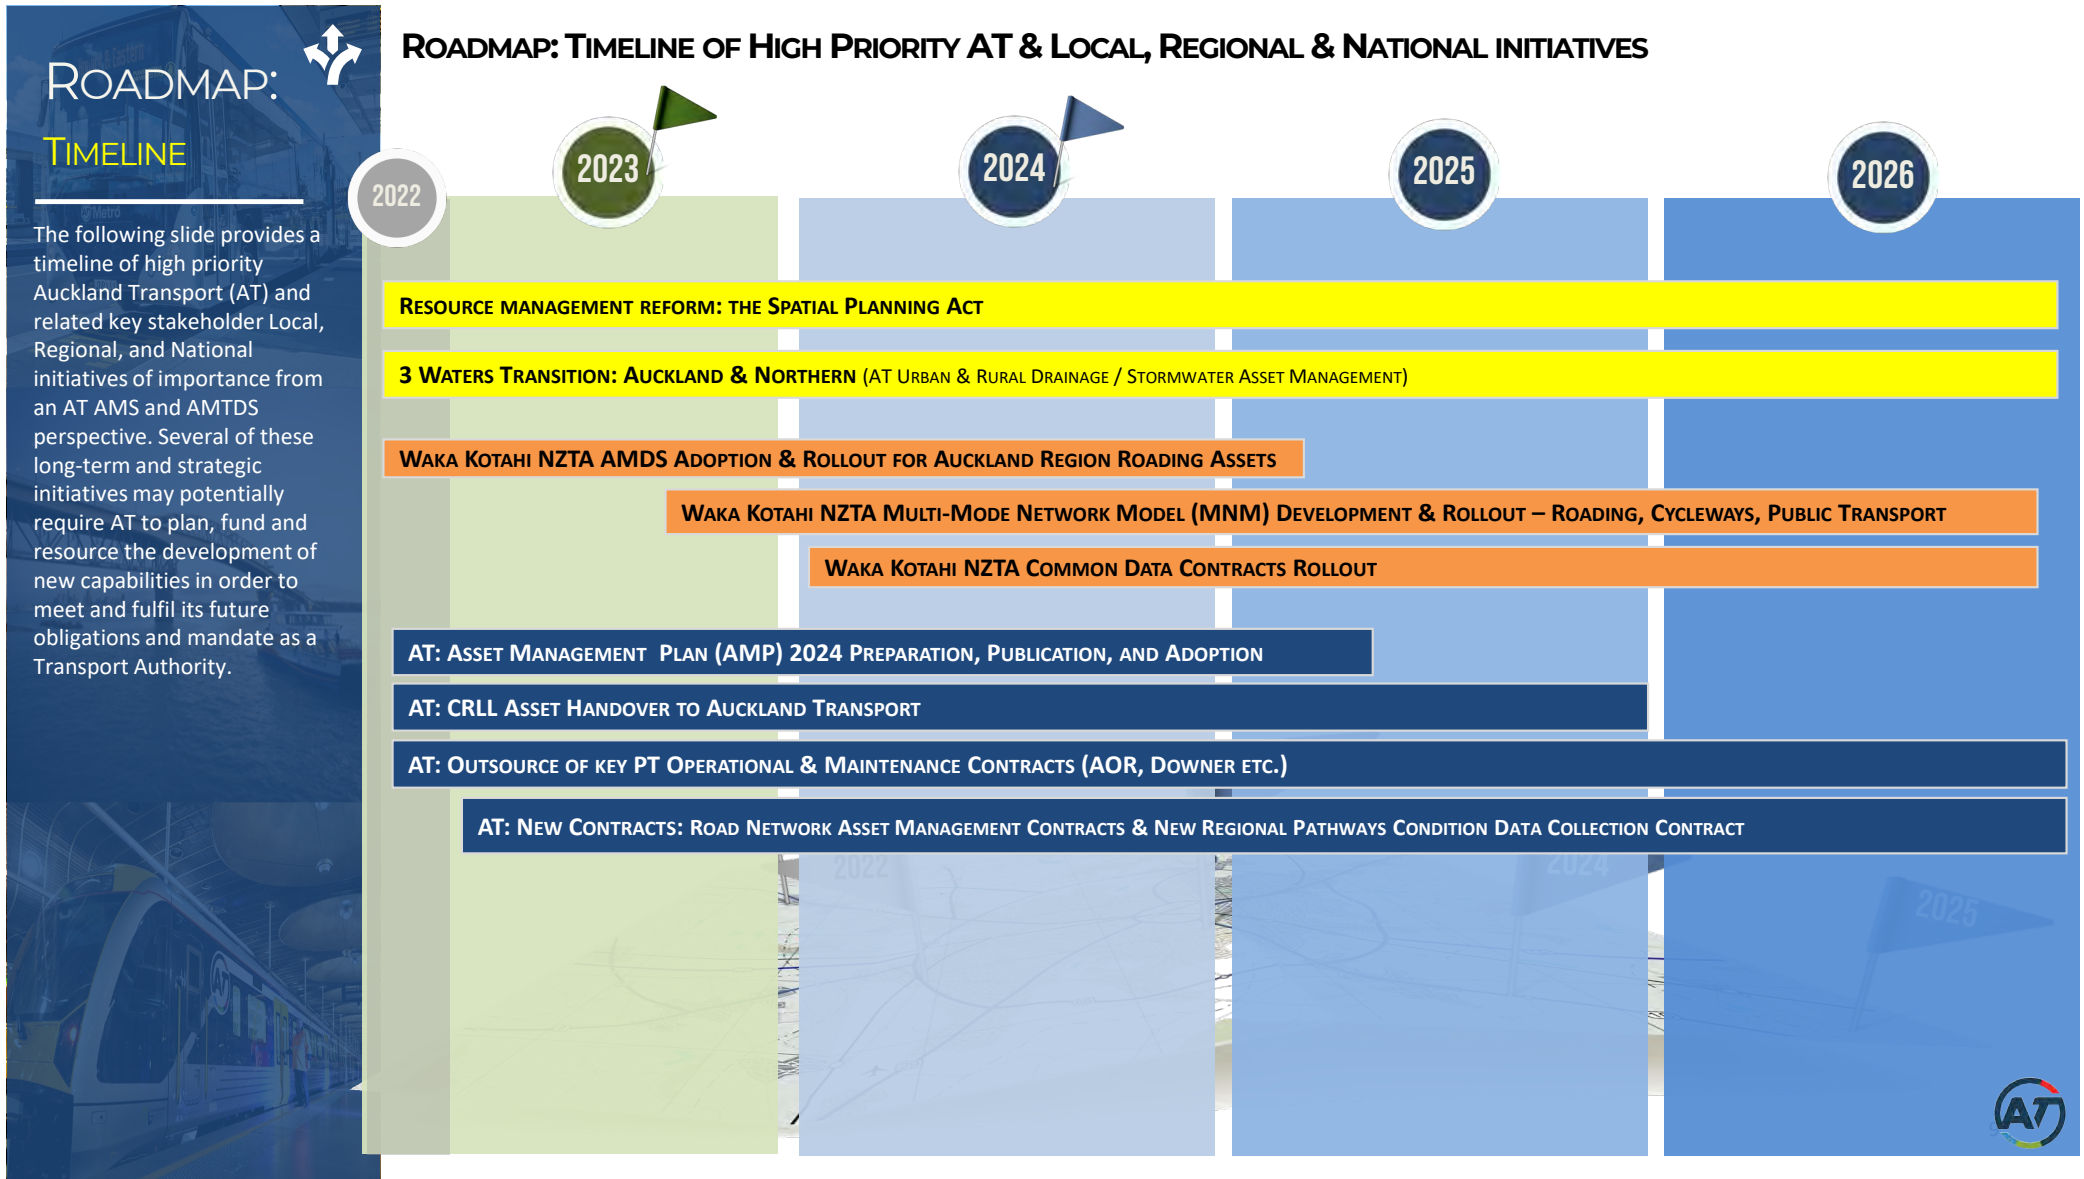 ROADMAP:
TIMELINE
The following slide provides a
timeline of high priority
Auckland Transport (AT) and
related key stakeholder Local,
Regional, and National
initiatives of importance from
an AT AMS and AMTDS
perspective. Several of these
long-term and strategic
initiatives may potentially
require AT to plan, fund and
resource the development of
new capabilities in order to
meet and fulfil its future
obligations and mandate as a
Transport Authority.
ROADMAP: TIMELINE OF HIGH PRIORITY AT & LOCAL, REGIONAL & NATIONAL INITIATIVES
2022
2023
2024
2025
2026
RESOURCE MANAGEMENT REFORM: THE SPATIAL PLANNING ACT
3 WATERS TRANSITION: AUCKLAND & NORTHERN (AT URBAN & RURAL DRAINAGE / STORMWATER ASSET MANAGEMENT)
WAKA KOTAHI NZTA AMDS ADOPTION & ROLLOUT FOR AUCKLAND REGION ROADING ASSETS
WAKA KOTAHI NZTA MULTI-MODE NETWORK MODEL (MNM) DEVELOPMENT & ROLLOUT – ROADING, CYCLEWAYS, PUBLIC TRANSPORT
WAKA KOTAHI NZTA COMMON DATA CONTRACTS ROLLOUT
AT: ASSET MANAGEMENT PLAN (AMP) 2024 PREPARATION, PUBLICATION, AND ADOPTION
AT: CRLL ASSET HANDOVER TO AUCKLAND TRANSPORT
AT: OUTSOURCE OF KEY PT OPERATIONAL & MAINTENANCE CONTRACTS (AOR, DOWNER ETC.)
AT: NEW CONTRACTS: ROAD NETWORK ASSET MANAGEMENT CONTRACTS & NEW REGIONAL PATHWAYS CONDITION DATA COLLECTION CONTRACT
2022
2024
2025
AT